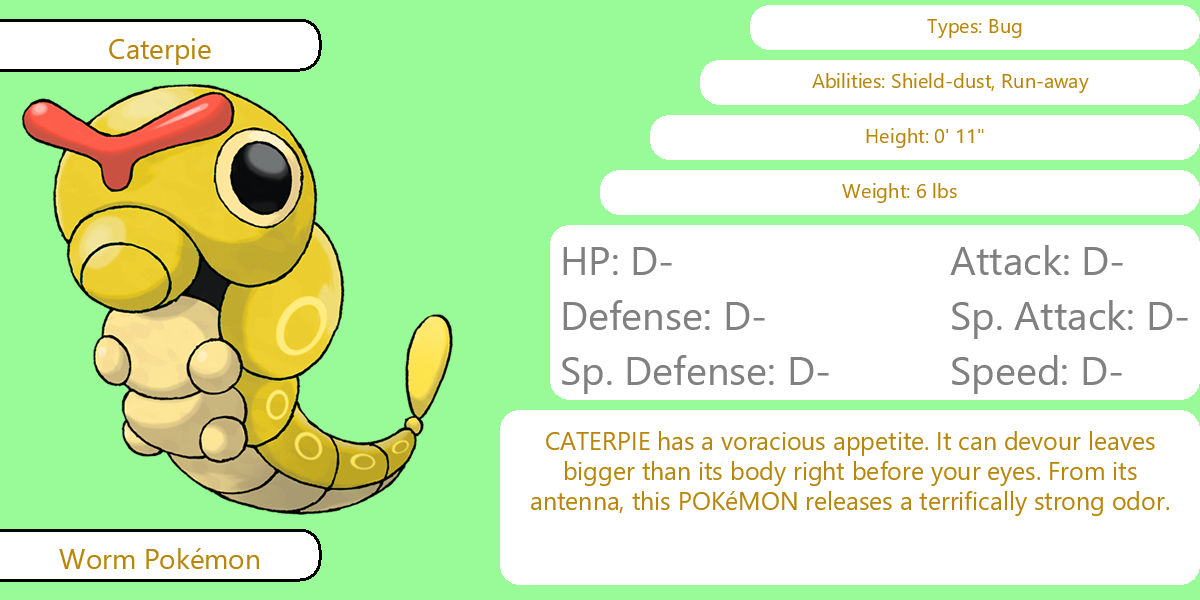 Caterpie
Types: Bug
Abilities: Shield-dust, Run-away
Height: 0' 11"
Weight: 6 lbs
HP: D-
Attack: D-
Defense: D-
Sp. Attack: D-
Sp. Defense: D-
Speed: D-
CATERPIE has a voracious appetite. It can devour leaves
bigger than its body right before your eyes. From its
antenna, this POKéMON releases a terrifically strong odor.
Worm Pokémon